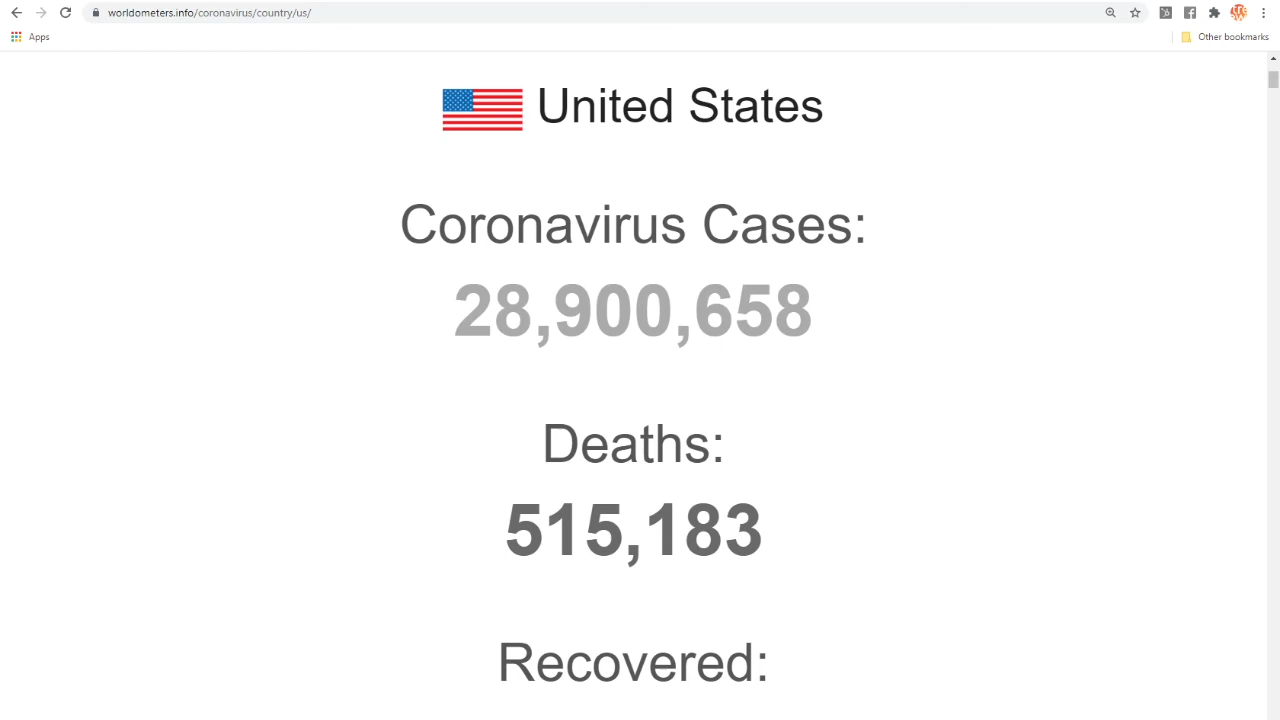 worldometers.info/coronavirus/country/us/
Apps
Other bookmarks
United States
Coronavirus Cases:
28,900,658
Deaths:
515,183
Recovered: